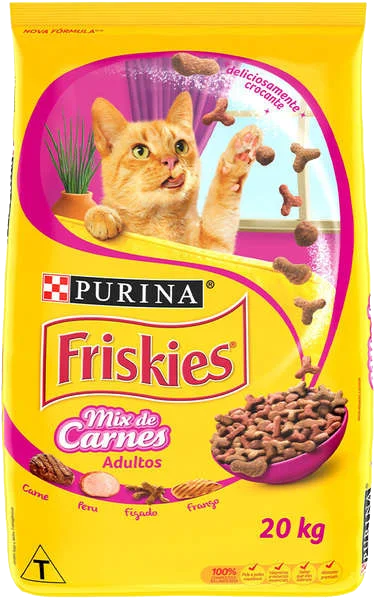 NOVA FÓRMULA
deliciosamente
crocante
PURINA®
Friskies®
Mix de
Carnes
Adultos
Carne
Peru
Fígado
Frango
20 kg
T
100%